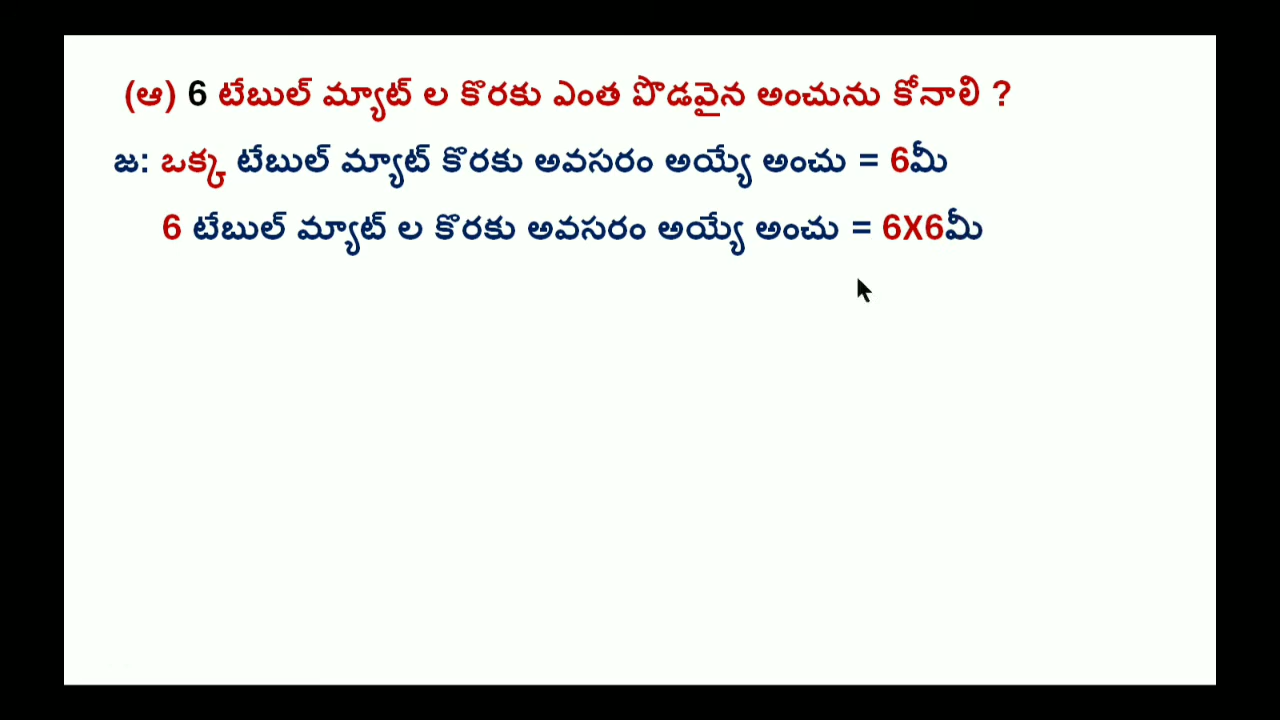 (ఆ) 6 టేబుల్ మ్యాట్ ల కొరకు ఎంత పొడవైన అంచును కోనాలి ?
జ: ఒక్క టేబుల్ మ్యాట్ కొరకు అవసరం అయ్యే అంచు = 6మీ
6 టేబుల్ మ్యాట్ ల కొరకు అవసరం అయ్యే అంచు = 6X6మీ